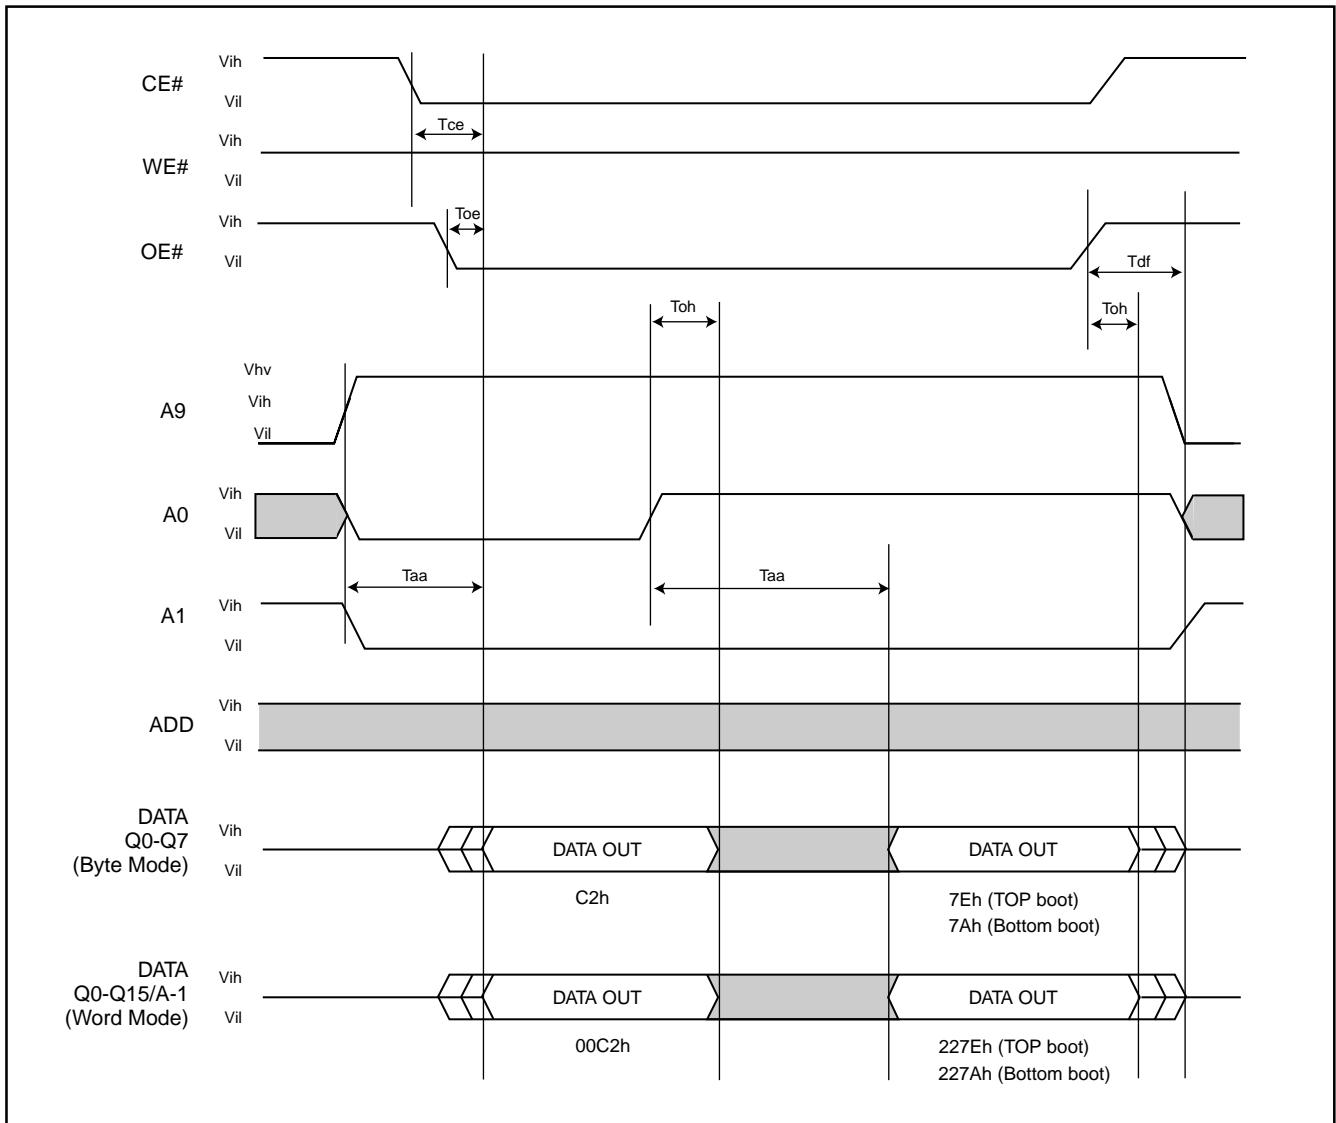 CE#
Vih
Vil
Tce
WE#
Vih
Vil
OE#
Vih
Vil
Toe
Tdf
Toh
Toh
A9
Vhv
Vih
Vil
A0
Vih
Vil
Taa
Taa
A1
Vih
Vil
ADD
Vih
Vil
DATA
Q0-Q7
(Byte Mode)
Vih
Vil
DATA OUT
DATA OUT
C2h
7Eh (TOP boot)
7Ah (Bottom boot)
DATA
Q0-Q15/A-1
(Word Mode)
Vih
Vil
DATA OUT
DATA OUT
00C2h
227Eh (TOP boot)
227Ah (Bottom boot)